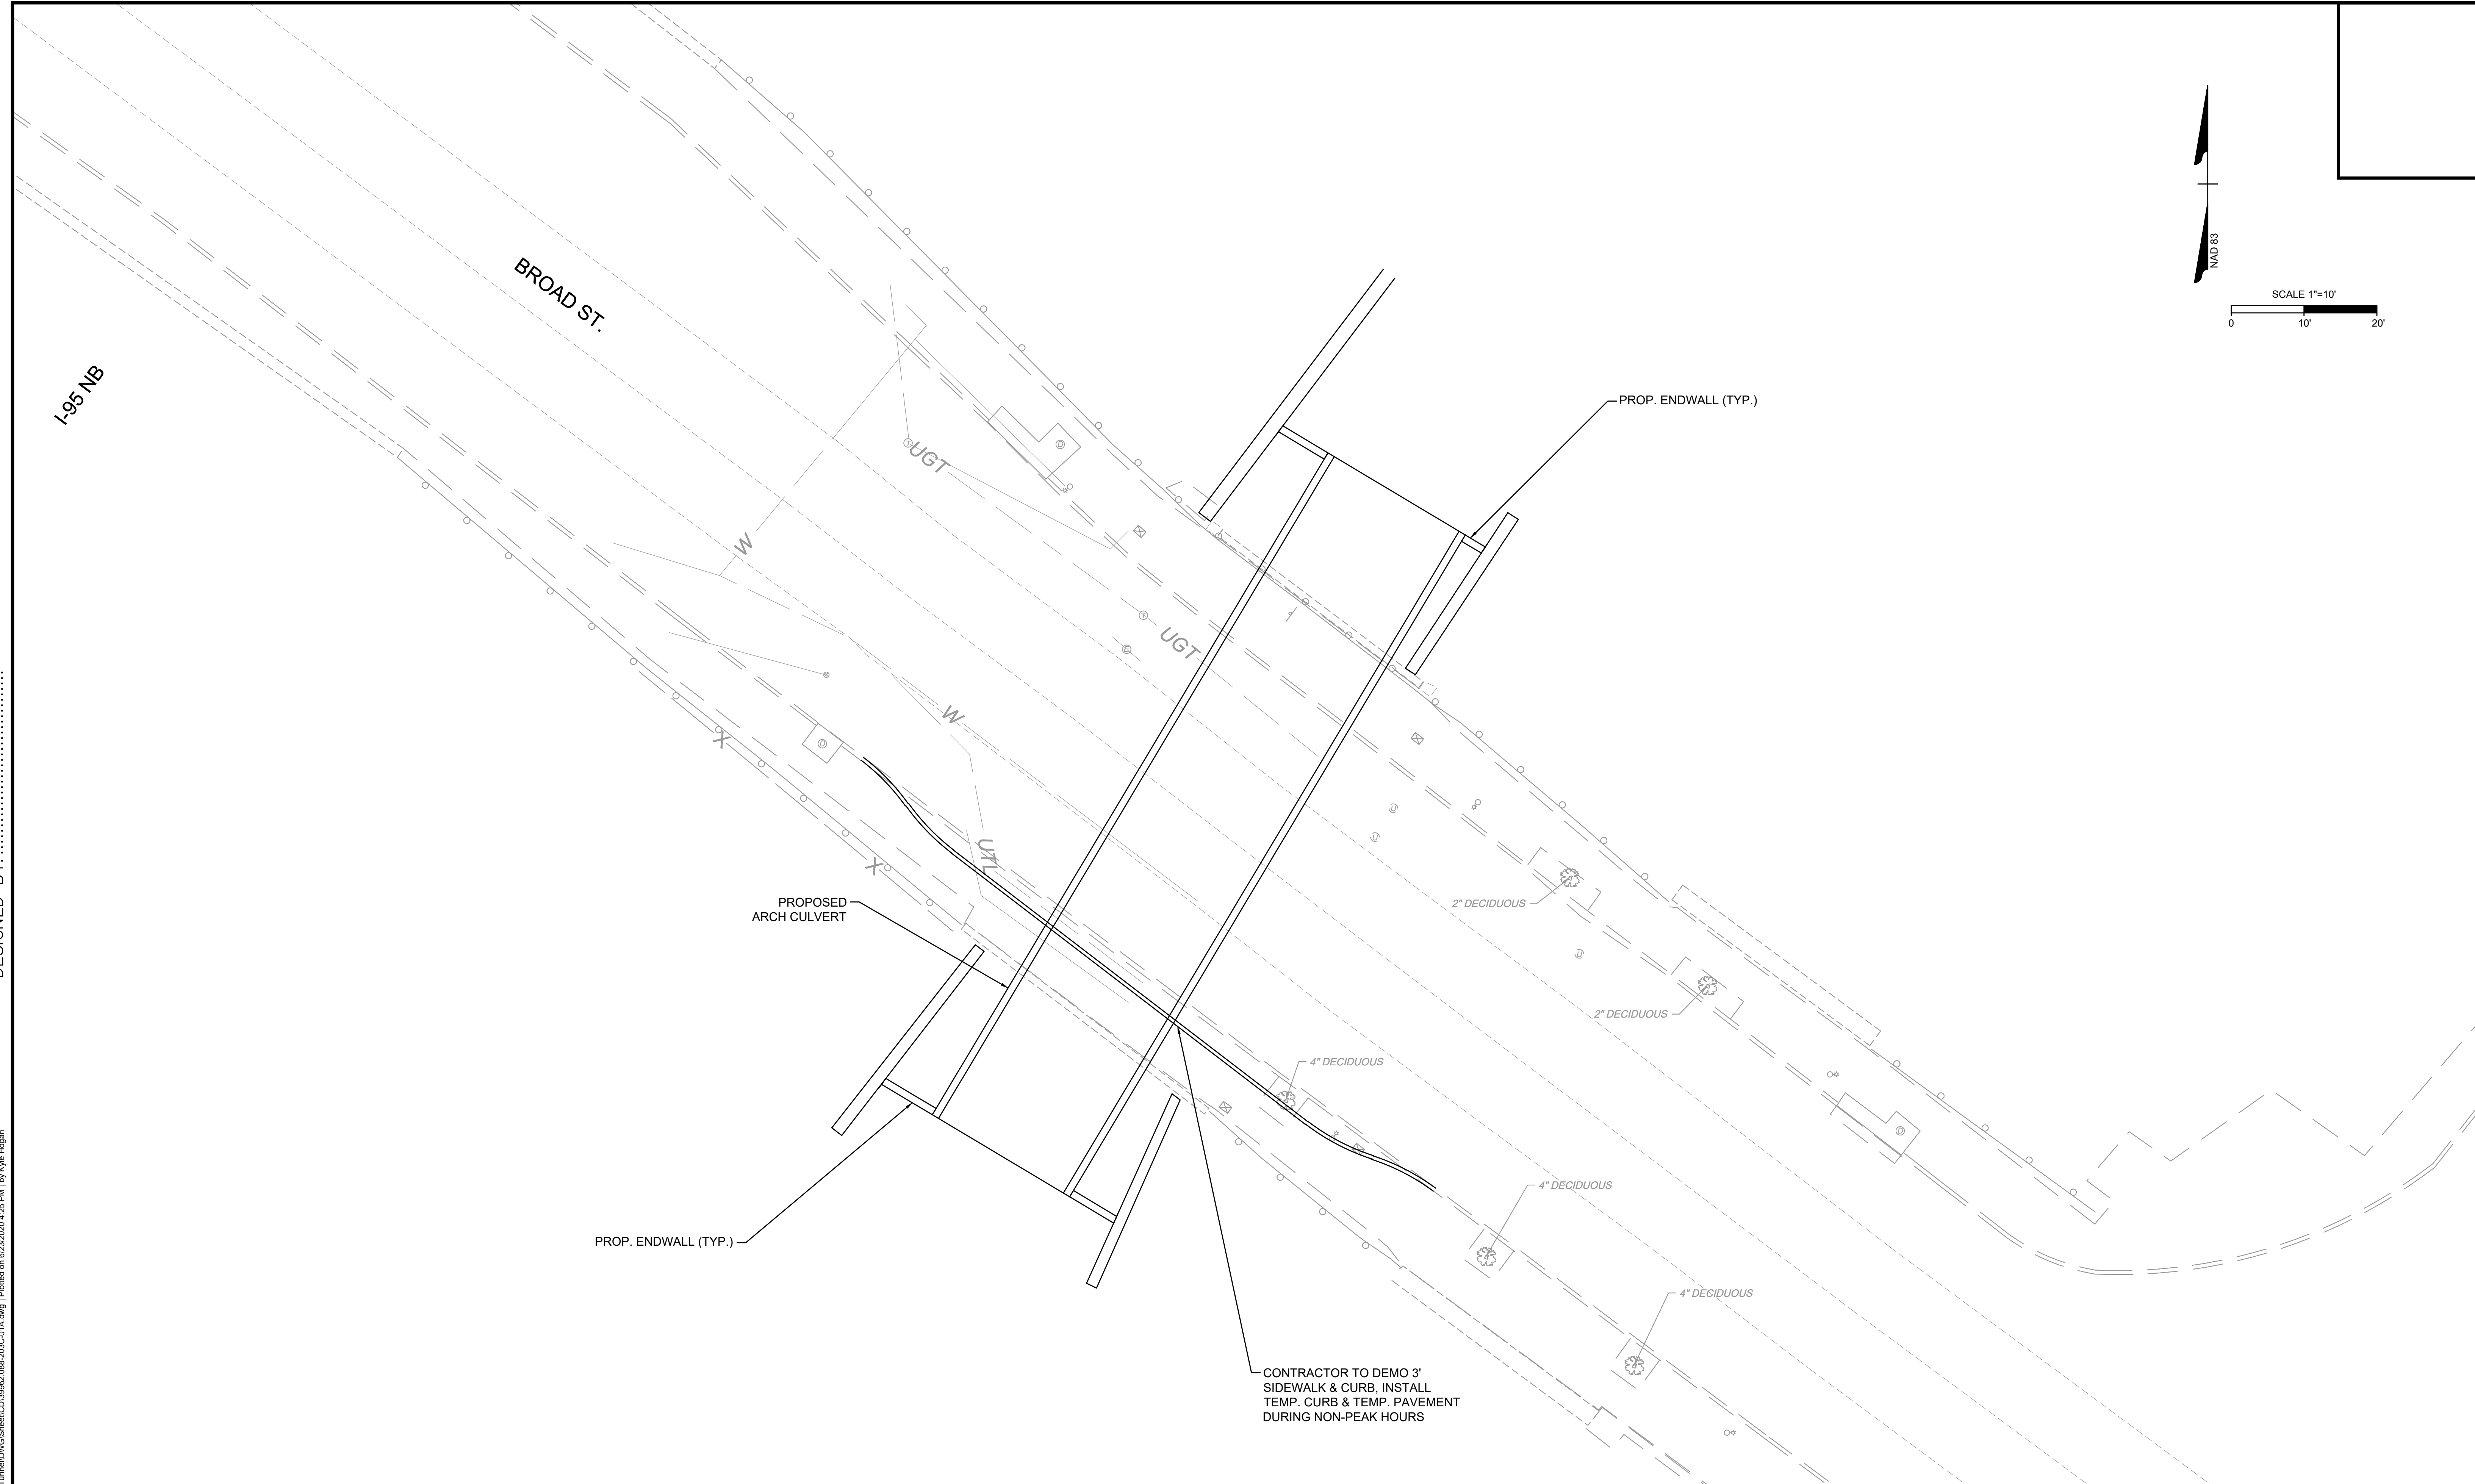 BROAD ST.
I-95 NB
NAD 83
SCALE 1"=10'
0 10' 20'
PROP. ENDWALL (TYP.)
UGT
W
UGT
W
X
UTL
X
PROPOSED
ARCH CULVERT
2" DECIDUOUS
2" DECIDUOUS
4" DECIDUOUS
4" DECIDUOUS
4" DECIDUOUS
PROP. ENDWALL (TYP.)
CONTRACTOR TO DEMO 3'
SIDEWALK & CURB, INSTALL
TEMP. CURB & TEMP. PAVEMENT
DURING NON-PEAK HOURS
D
T
T
E
D
D